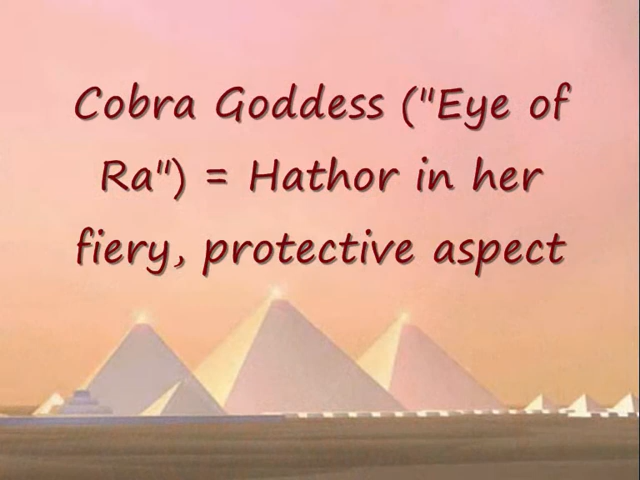 Cobra Goddess ("Eye of
Ra") = Hathor in her
fiery, protective aspect